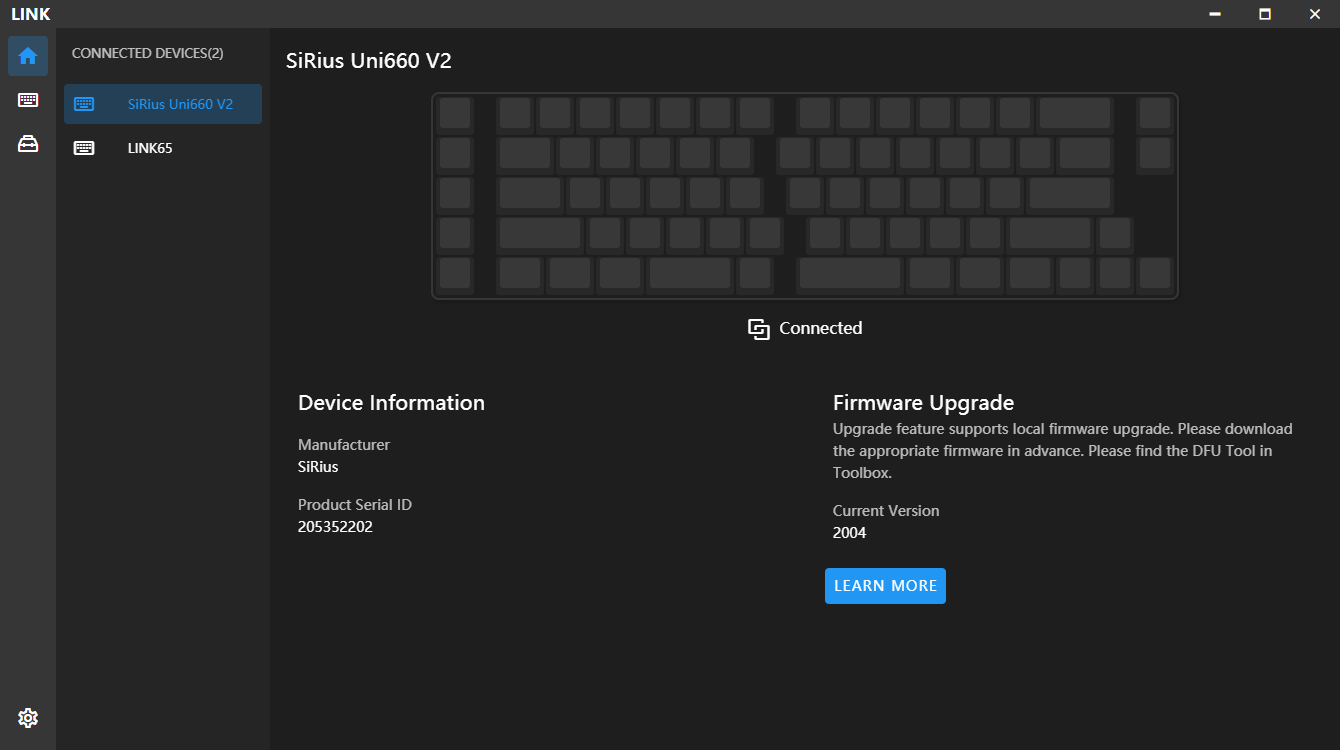 LINK
CONNECTED DEVICES(2)
SiRius Uni660 V2
LINK65
SiRius Uni660 V2
Connected
Device Information
Manufacturer
SiRius
Product Serial ID
205352202
Firmware Upgrade
Upgrade feature supports local firmware upgrade. Please download
the appropriate firmware in advance. Please find the DFU Tool in
Toolbox.
Current Version
2004
LEARN MORE